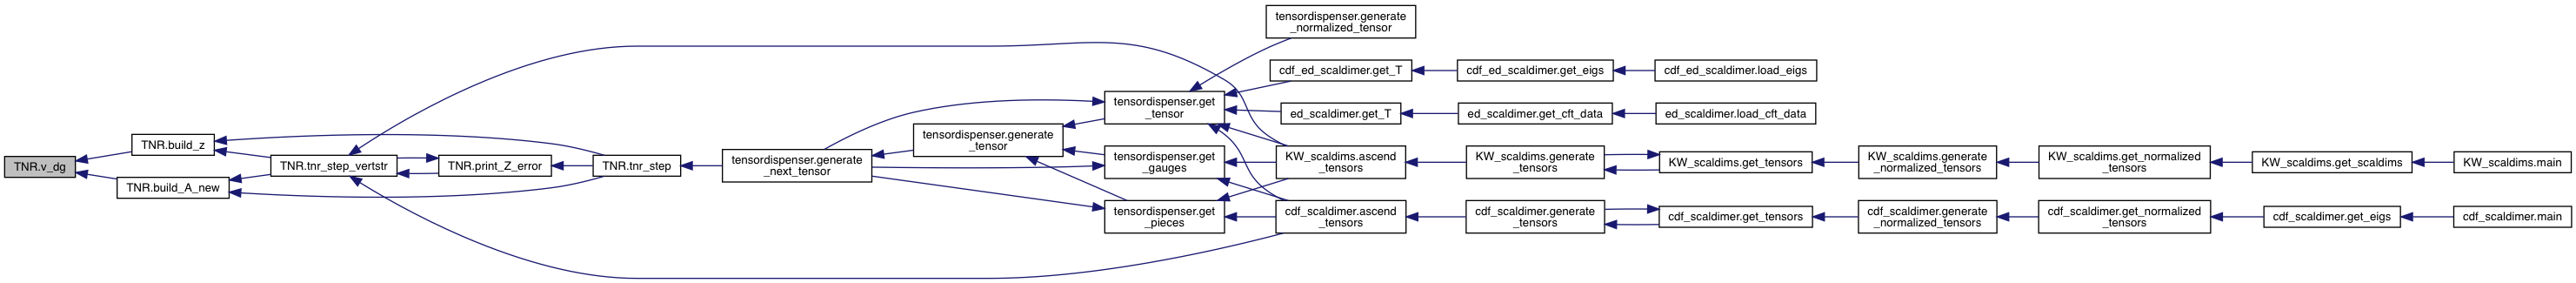 TNR.v_dg
TNR.build_z
TNR.build_A_new
TNR.tnr_step_vertstr
TNR.print_Z_error
TNR.tnr_step
tensordispenser.generate
_next_tensor
tensordispenser.generate
_tensor
tensordispenser.get
_tensor
tensordispenser.get
_gauges
tensordispenser.get
_pieces
tensordispenser.generate
_normalized_tensor
cdf_ed_scaldimer.get_T
cdf_ed_scaldimer.get_eigs
cdf_ed_scaldimer.load_eigs
ed_scaldimer.get_T
ed_scaldimer.get_cft_data
ed_scaldimer.load_cft_data
KW_scaldims.ascend
_tensors
KW_scaldims.generate
_tensors
KW_scaldims.get_tensors
KW_scaldims.generate
_normalized_tensors
KW_scaldims.get_normalized
_tensors
KW_scaldims.get_scaldims
KW_scaldims.main
cdf_scaldimer.ascend
_tensors
cdf_scaldimer.generate
_tensors
cdf_scaldimer.get_tensors
cdf_scaldimer.generate
_normalized_tensors
cdf_scaldimer.get_normalized
_tensors
cdf_scaldimer.get_eigs
cdf_scaldimer.main